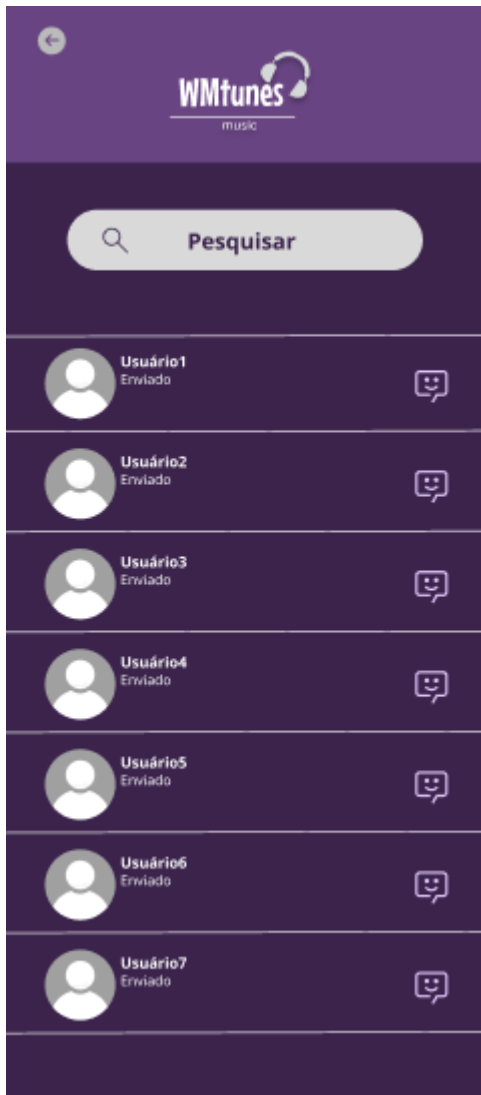 WMtunes
music
Pesquisar
Usuário1
Enviado
Usuário2
Enviado
Usuário3
Enviado
Usuário4
Enviado
Usuário5
Enviado
Usuário6
Enviado
Usuário7
Enviado